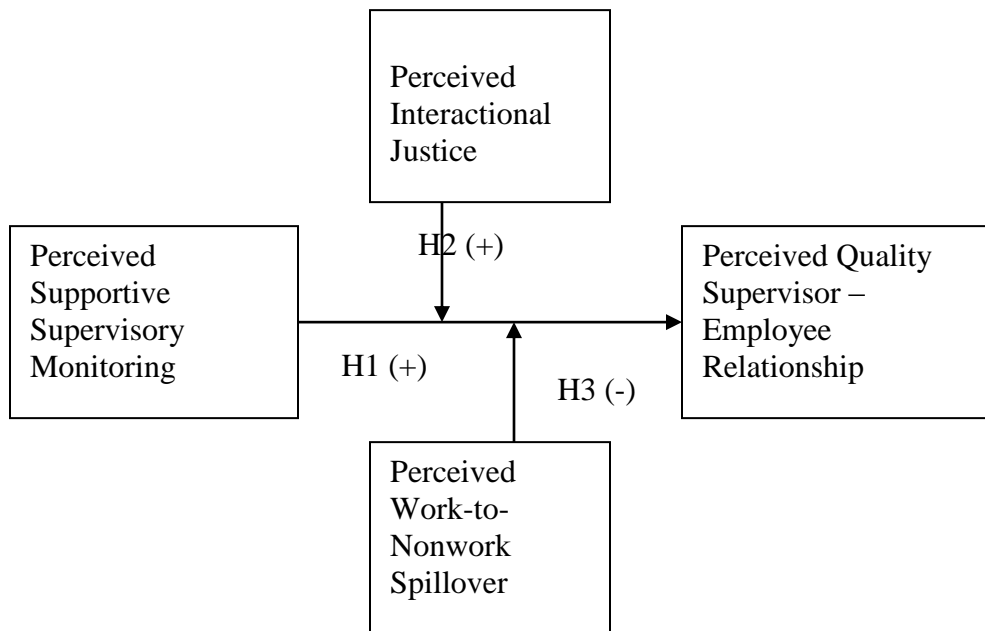 Perceived
Interactional
Justice
H2 (+)
Perceived
Supportive
Supervisory
Monitoring
Perceived Quality
Supervisor –
Employee
Relationship
H1 (+)
H3 (-)
Perceived
Work-to-
Nonwork
Spillover